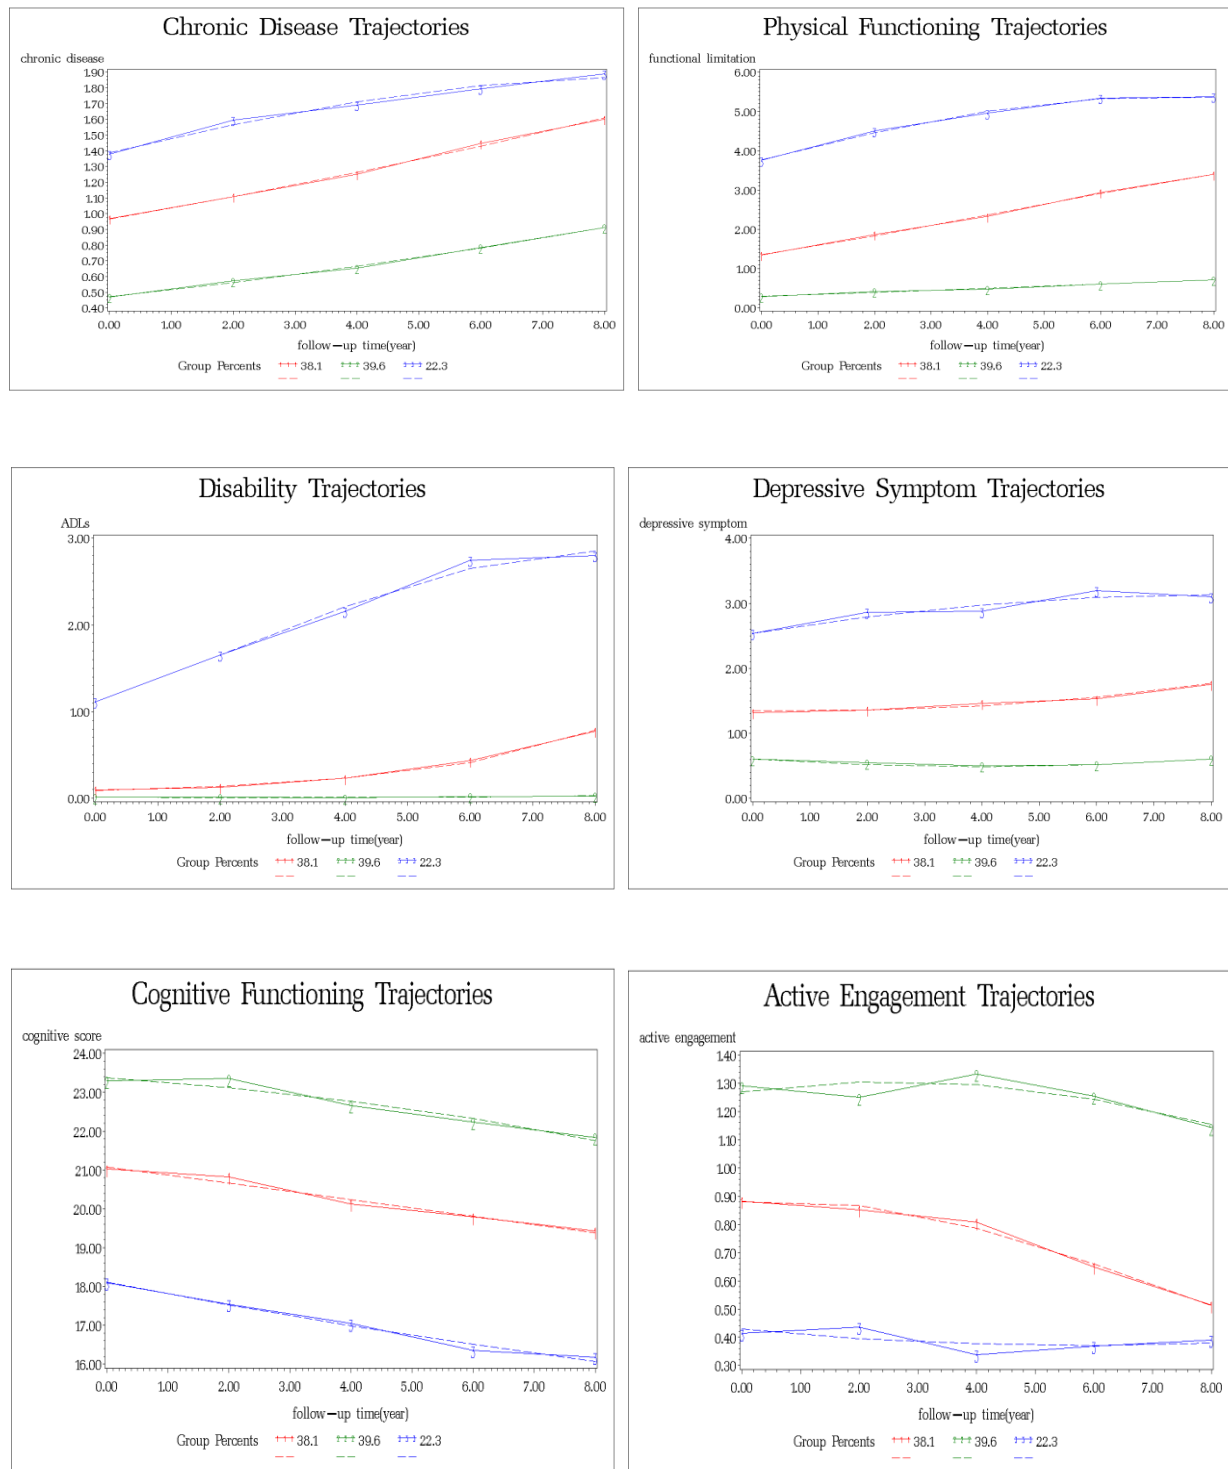 Chronic Disease Trajectories
chronic disease
1.90
1.80
1.70
1.60
1.50
1.40
1.30
1.20
1.10
1.00
0.90
0.80
0.70
0.60
0.50
0.40
0.00 1.00 2.00 3.00 4.00 5.00 6.00 7.00 8.00
follow-up time(year)
Group Percents 38.1 39.6 22.3
Physical Functioning Trajectories
functional limitation
6.00
5.00
4.00
3.00
2.00
1.00
0.00
0.00 1.00 2.00 3.00 4.00 5.00 6.00 7.00 8.00
follow-up time(year)
Group Percents 38.1 39.6 22.3
Disability Trajectories
ADLs
3.00
2.00
1.00
0.00
0.00 1.00 2.00 3.00 4.00 5.00 6.00 7.00 8.00
follow-up time(year)
Group Percents 38.1 39.6 22.3
Depressive Symptom Trajectories
depressive symptom
4.00
3.00
2.00
1.00
0.00
0.00 1.00 2.00 3.00 4.00 5.00 6.00 7.00 8.00
follow-up time(year)
Group Percents 38.1 39.6 22.3
Cognitive Functioning Trajectories
cognitive score
24.00
23.00
22.00
21.00
20.00
19.00
18.00
17.00
16.00
0.00 1.00 2.00 3.00 4.00 5.00 6.00 7.00 8.00
follow-up time(year)
Group Percents 38.1 39.6 22.3
Active Engagement Trajectories
active engagement
1.40
1.30
1.20
1.10
1.00
0.90
0.80
0.70
0.60
0.50
0.40
0.30
0.00 1.00 2.00 3.00 4.00 5.00 6.00 7.00 8.00
follow-up time(year)
Group Percents 38.1 39.6 22.3